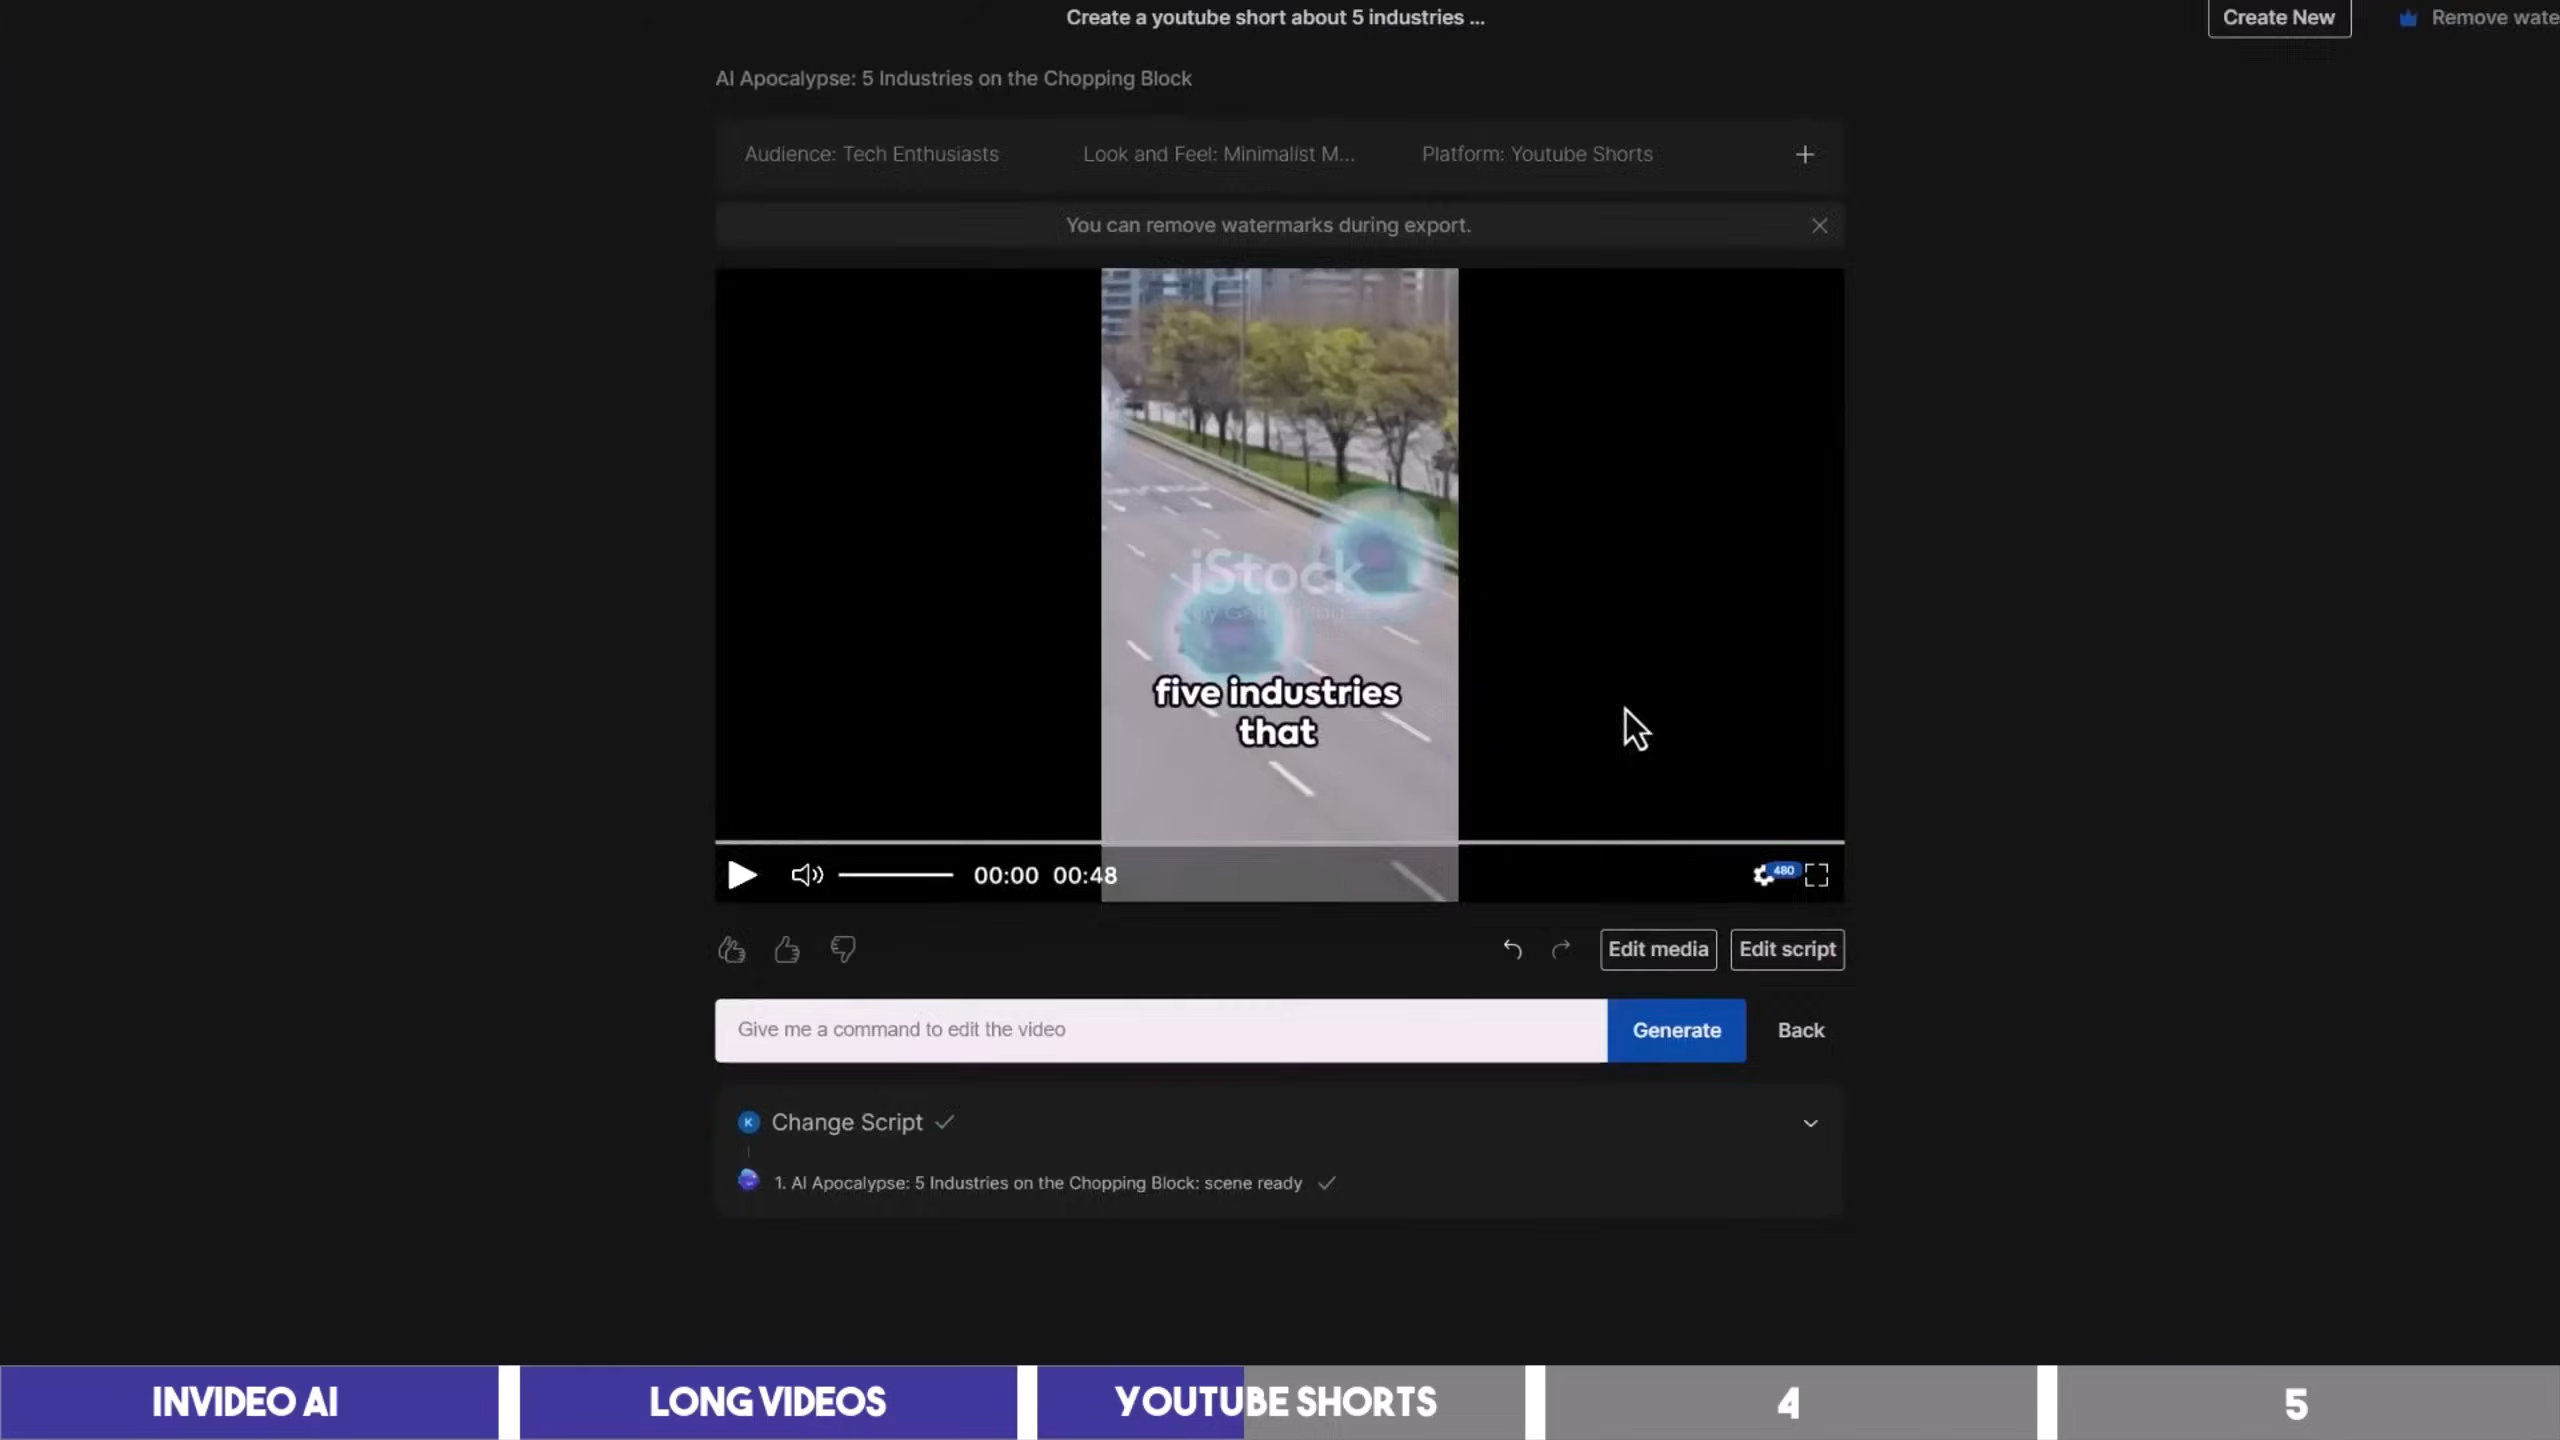 Create a youtube short about 5 industries ...
Create New
Remove wate
AI Apocalypse: 5 Industries on the Chopping Block
Audience: Tech Enthusiasts
Look and Feel: Minimalist M...
Platform: Youtube Shorts
You can remove watermarks during export.
iStock
five industries
that
00:00 00:48
480
Edit media
Edit script
Give me a command to edit the video
Generate
Back
K
Change Script
1. AI Apocalypse: 5 Industries on the Chopping Block: scene ready
INVIDEO AI
LONG VIDEOS
YOUTUBE SHORTS
4
5